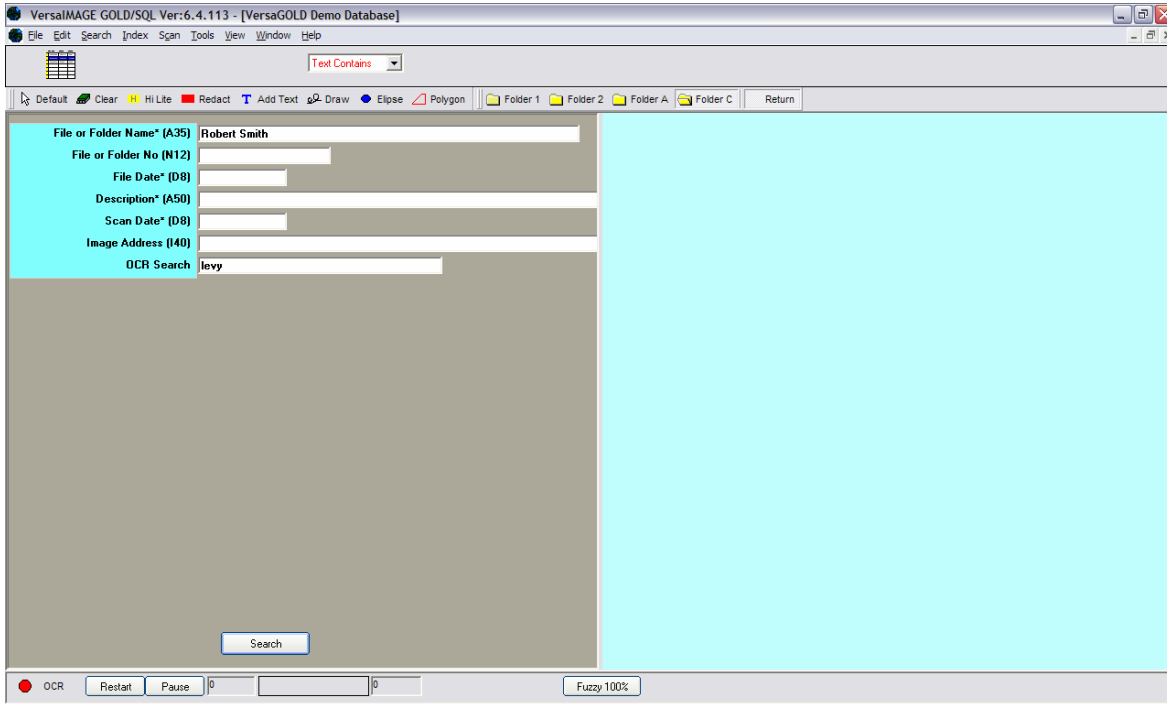 VersaIMAGE GOLD/SQL Ver:6.4.113 - [VersaGOLD Demo Database]
File Edit Search Index Scan Tools View Window Help
Text Contains
Default Clear H Hi Lite Redact T Add Text Draw Elipse Polygon Folder 1 Folder 2 Folder A Folder C Return
File or Folder Name* (A35) Robert Smith
File or Folder No (N12)
File Date* (D8)
Description* (A50)
Scan Date* (D8)
Image Address (I40)
OCR Search levy
Search
OCR Restart Pause 0 0 Fuzzy 100%